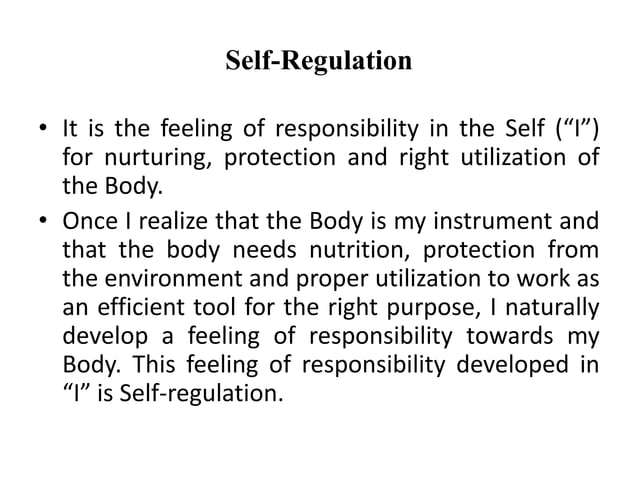 Self-Regulation
• It is the feeling of responsibility in the Self (“I”)
for nurturing, protection and right utilization of
the Body.
• Once I realize that the Body is my instrument and
that the body needs nutrition, protection from
the environment and proper utilization to work as
an efficient tool for the right purpose, I naturally
develop a feeling of responsibility towards my
Body. This feeling of responsibility developed in
“I” is Self-regulation.